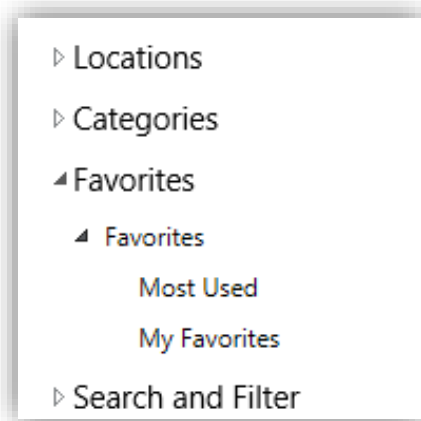 Locations
Categories
Favorites
Favorites
Most Used
My Favorites
Search and Filter